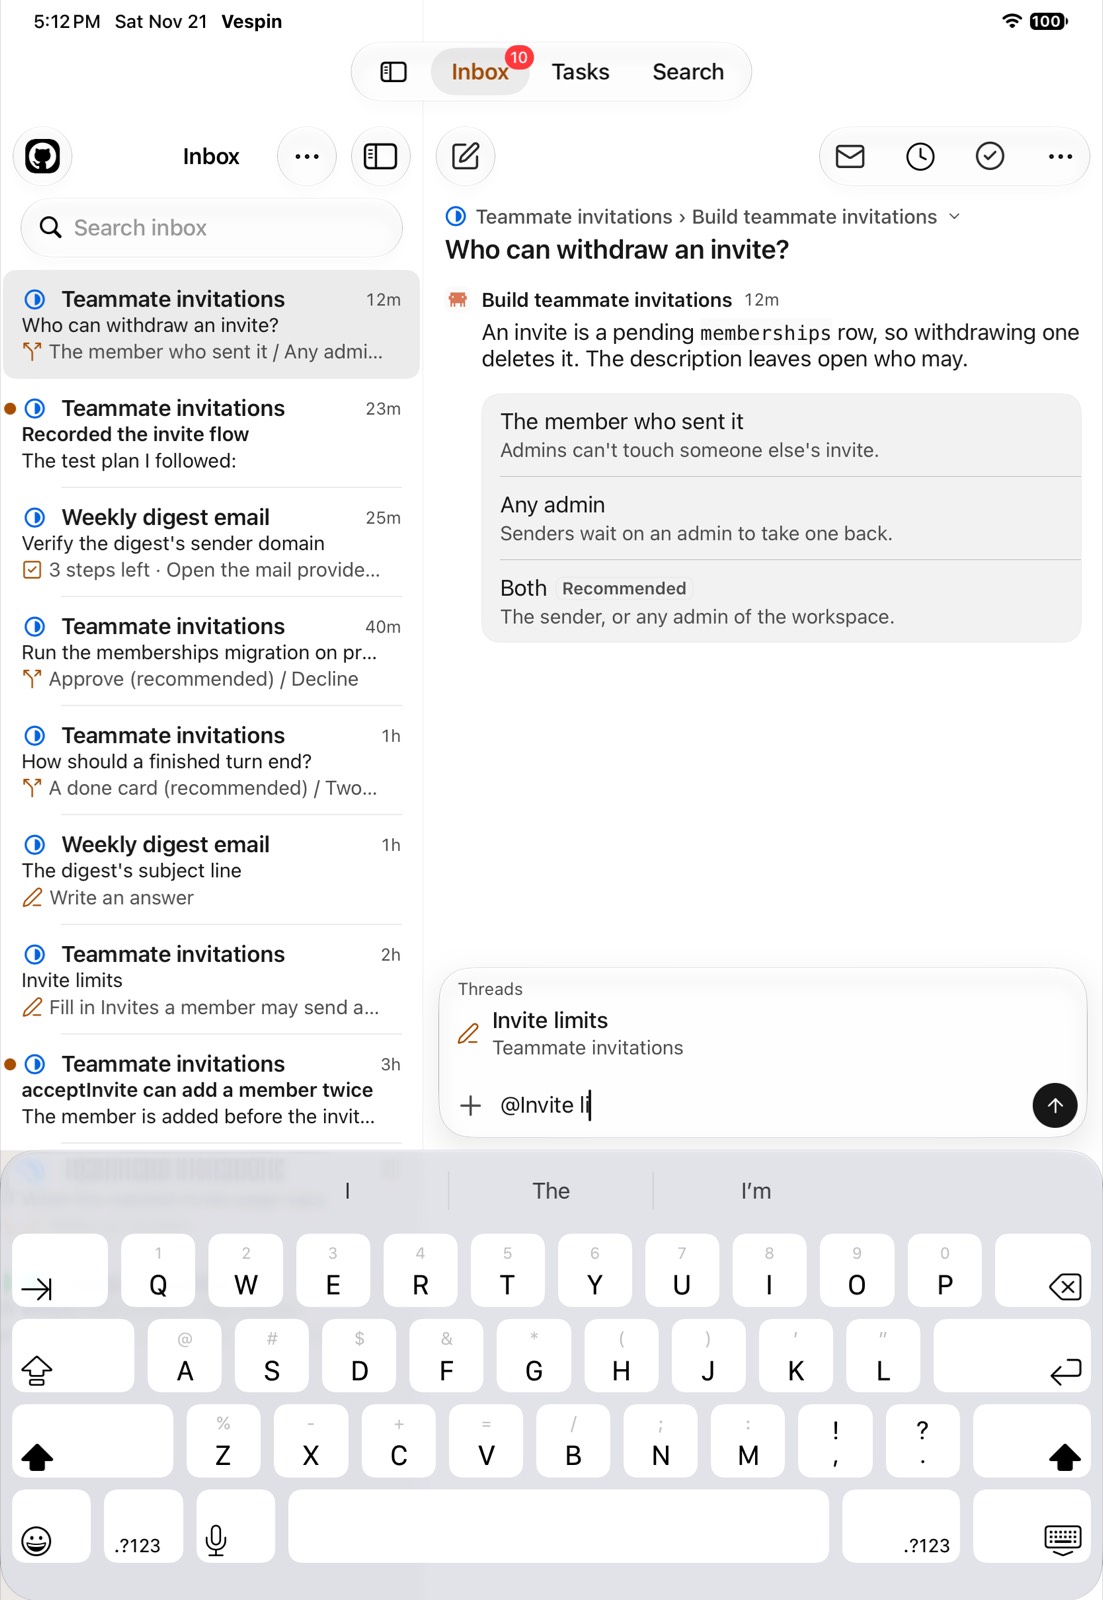 5:12 PM Sat Nov 21 Vespin
100
Inbox
10
Tasks
Search
Inbox
Search inbox
Teammate invitations 12m
Who can withdraw an invite?
The member who sent it / Any admi...
Teammate invitations 23m
Recorded the invite flow
The test plan I followed:
Weekly digest email 25m
Verify the digest's sender domain
3 steps left · Open the mail provide...
Teammate invitations 40m
Run the memberships migration on pr...
Approve (recommended) / Decline
Teammate invitations 1h
How should a finished turn end?
A done card (recommended) / Two...
Weekly digest email 1h
The digest's subject line
Write an answer
Teammate invitations 2h
Invite limits
Fill in Invites a member may send a...
Teammate invitations 3h
acceptInvite can add a member twice
The member is added before the invit...
Teammate invitations › Build teammate invitations
Who can withdraw an invite?
Build teammate invitations 12m
An invite is a pending memberships row, so withdrawing one
deletes it. The description leaves open who may.
The member who sent it
Admins can't touch someone else's invite.
Any admin
Senders wait on an admin to take one back.
Both Recommended
The sender, or any admin of the workspace.
Threads
Invite limits
Teammate invitations
@Invite li
I The I'm
1 2 3 4 5 6 7 8 9 0
Q W E R T Y U I O P
@ # $ & * ( ) ' "
A S D F G H J K L
% - + = / ; : ! ?
Z X C V B N M , .
.?123 .?123